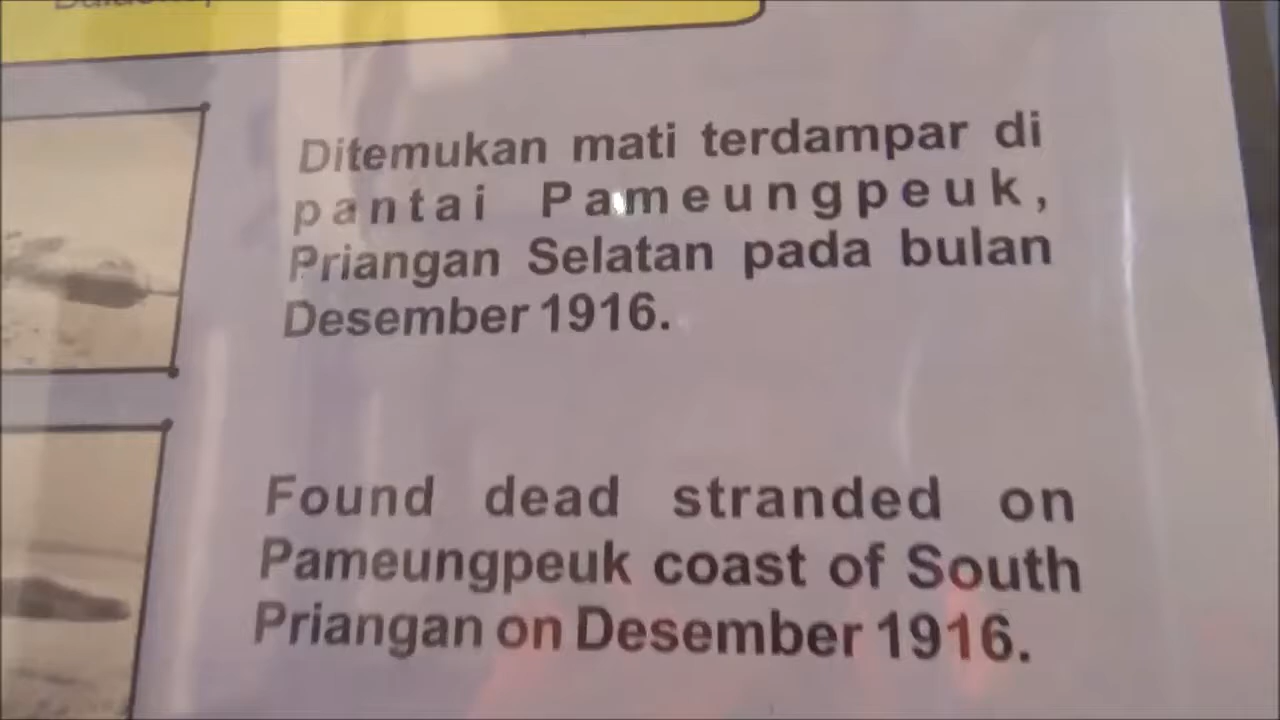 Ditemukan mati terdampar di
pantai Pameungpeuk,
Priangan Selatan pada bulan
Desember 1916.
Found dead stranded on
Pameungpeuk coast of South
Priangan on Desember 1916.